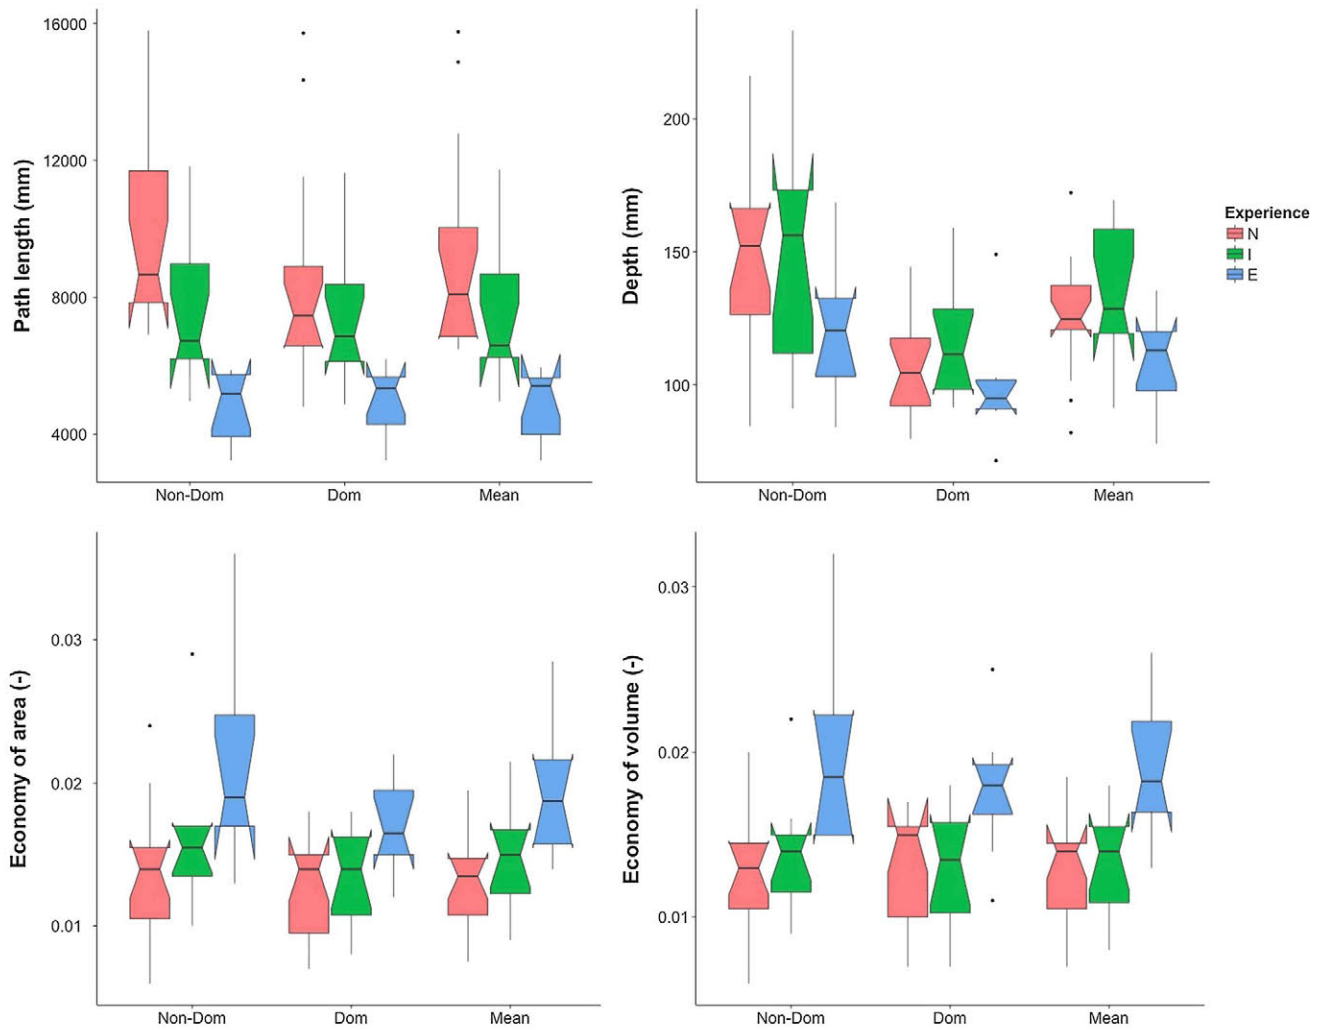 16000
12000
8000
4000
Path length (mm)
Non-Dom Dom Mean
200
150
100
Depth (mm)
Non-Dom Dom Mean
Experience
N
I
E
0.03
0.02
0.01
Economy of area (-)
Non-Dom Dom Mean
0.03
0.02
0.01
Economy of volume (-)
Non-Dom Dom Mean